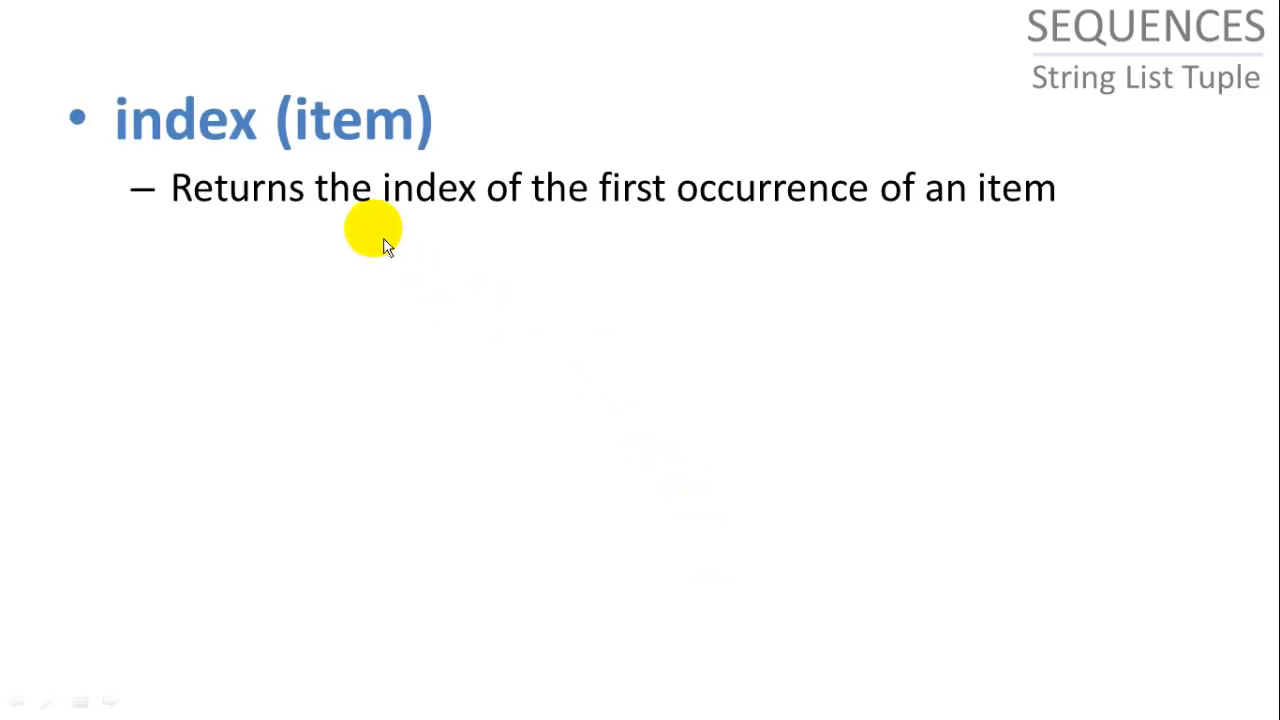 SEQUENCES
String List Tuple
• index (item)
– Returns the index of the first occurrence of an item